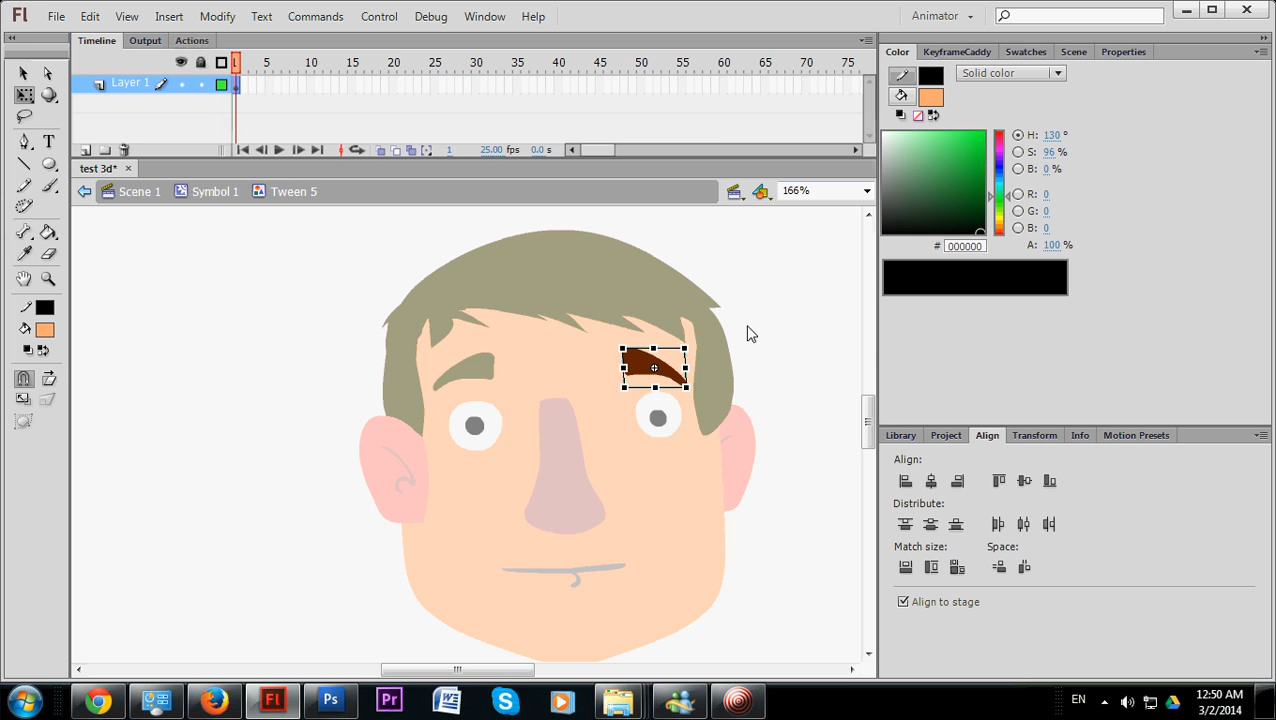 Fl File Edit View Insert Modify Text Commands Control Debug Window Help Animator
Timeline Output Actions
Color KeyframeCaddy Swatches Scene Properties
1 5 10 15 20 25 30 35 40 45 50 55 60 65 70 75
Layer 1
Solid color
H: 130 °
S: 96 %
B: 0 %
R: 0
G: 0
B: 0
A: 100 %
# 000000
1 25.00 fps 0.0 s
test 3d*
Scene 1 Symbol 1 Tween 5 166%
Library Project Align Transform Info Motion Presets
Align:
Distribute:
Match size: Space:
Align to stage
Fl Ps Pr W S
EN
12:50 AM
3/2/2014